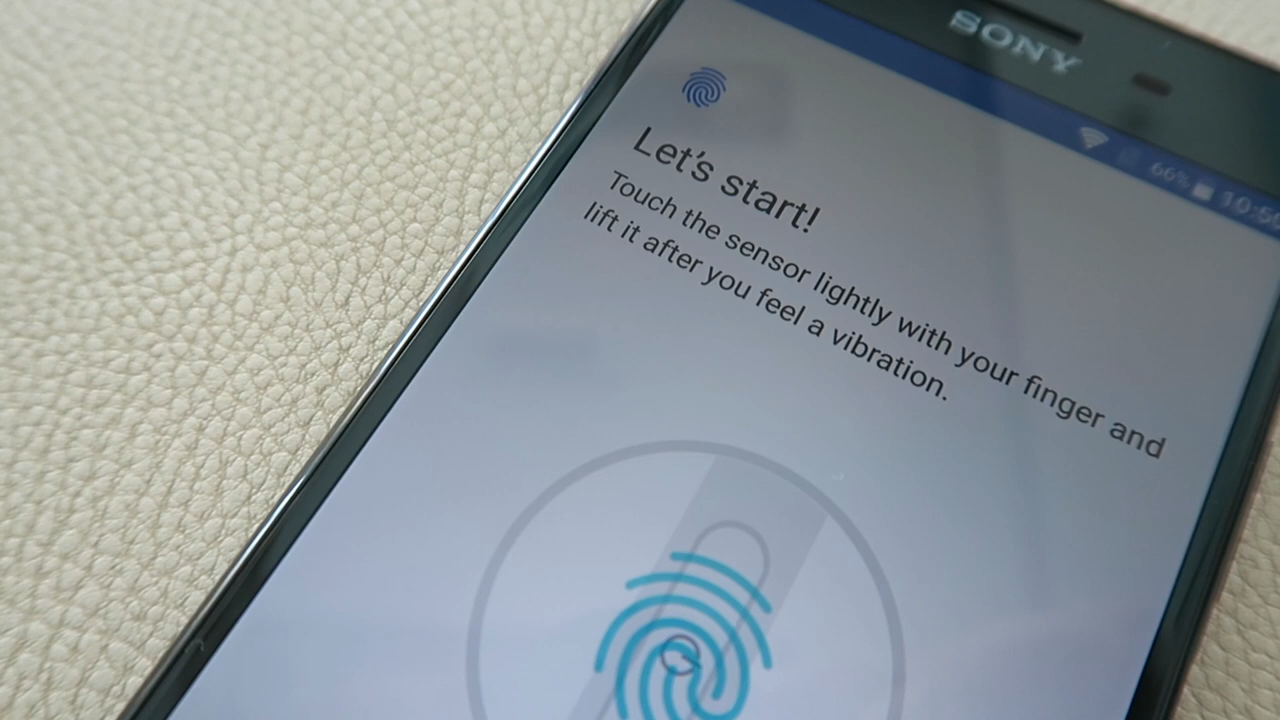 SONY
66%
Let's start!
Touch the sensor lightly with your finger and
lift it after you feel a vibration.